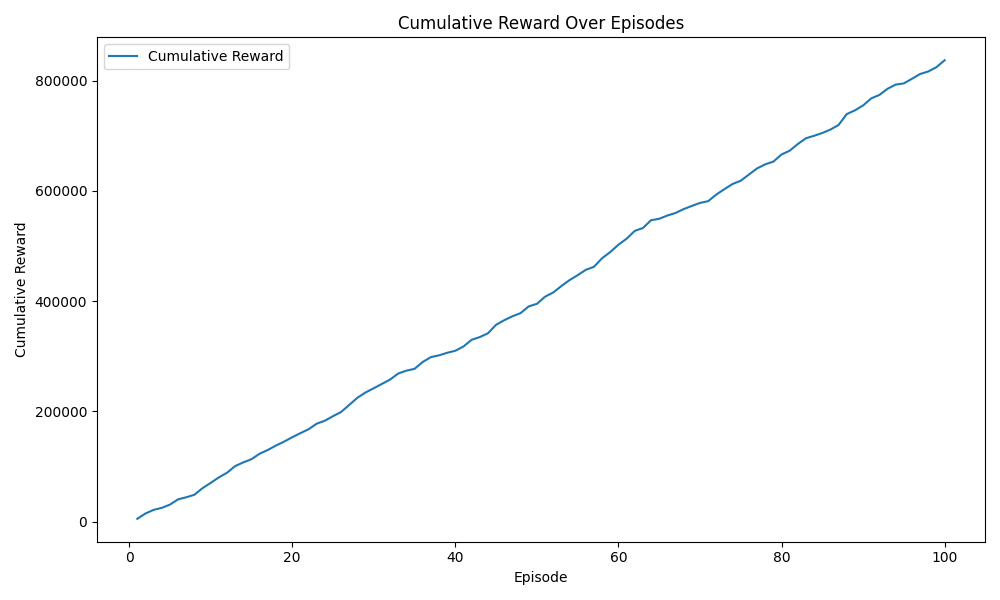 Cumulative Reward Over Episodes
Cumulative Reward
800000
600000
400000
200000
0
Cumulative Reward
0 20 40 60 80 100
Episode